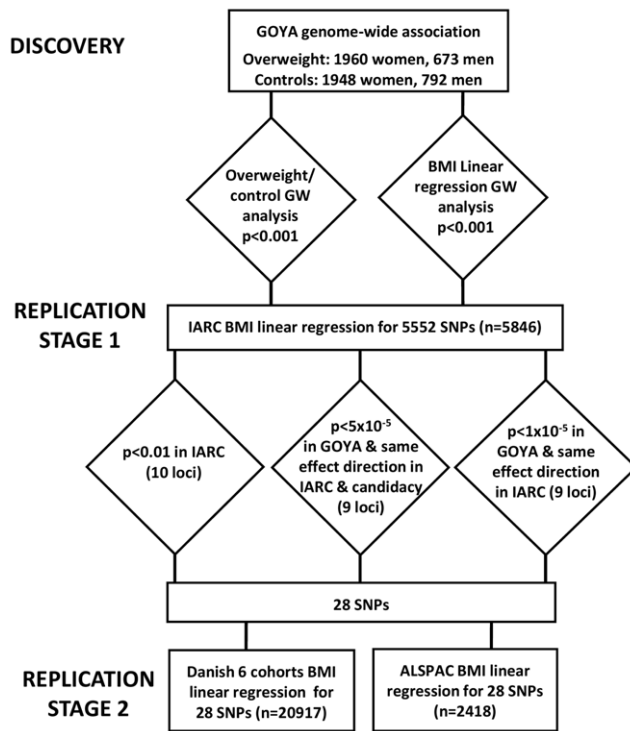 DISCOVERY
GOYA genome-wide association
Overweight: 1960 women, 673 men
Controls: 1948 women, 792 men
Overweight/
control GW
analysis
p<0.001
BMI Linear
regression GW
analysis
p<0.001
REPLICATION
STAGE 1
IARC BMI linear regression for 5552 SNPs (n=5846)
p<0.01 in IARC
(10 loci)
p<5x10⁻⁵
in GOYA & same
effect direction in
IARC & candidacy
(9 loci)
p<1x10⁻⁵ in
GOYA & same
effect direction
in IARC (9 loci)
28 SNPs
REPLICATION
STAGE 2
Danish 6 cohorts BMI
linear regression for
28 SNPs (n=20917)
ALSPAC BMI linear
regression for 28 SNPs
(n=2418)